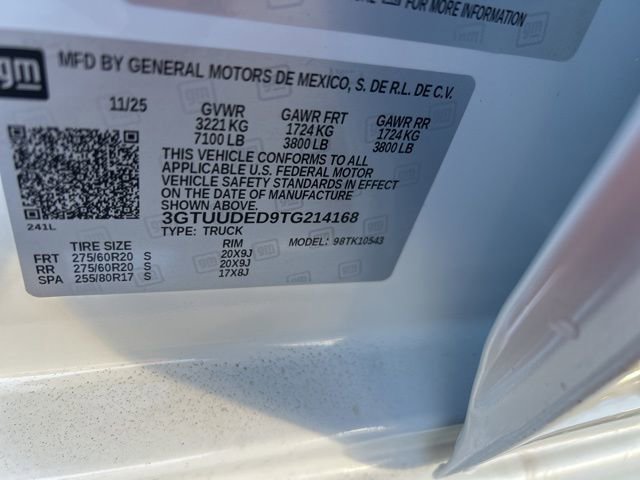 FOR MORE INFORMATION
gm
MFD BY GENERAL MOTORS DE MEXICO, S. DE R.L. DE C.V.
11/25 GVWR GAWR FRT GAWR RR
3221 KG 1724 KG 1724 KG
7100 LB 3800 LB 3800 LB
THIS VEHICLE CONFORMS TO ALL
APPLICABLE U.S. FEDERAL MOTOR
VEHICLE SAFETY STANDARDS IN EFFECT
ON THE DATE OF MANUFACTURE
SHOWN ABOVE.
3GTUUDED9TG214168
241L
TYPE: TRUCK MODEL: 98TK10543
TIRE SIZE RIM
FRT 275/60R20 S 20X9J
RR 275/60R20 S 20X9J
SPA 255/80R17 S 17X8J